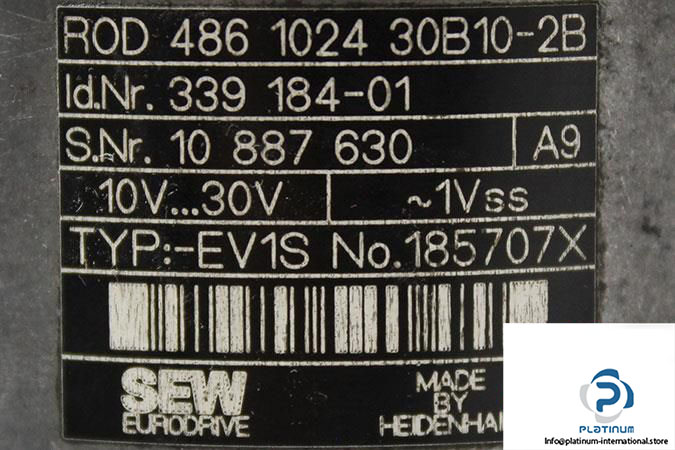 ROD 486 1024 30B10-2B
Id.Nr. 339 184-01
S.Nr. 10 887 630 A9
10V...30V ~1Vss
TYP:-EV1S No.185707X
SEW
EURODRIVE
MADE
BY
HEIDENHAI
PLATINUM
Info@platinum-international.store